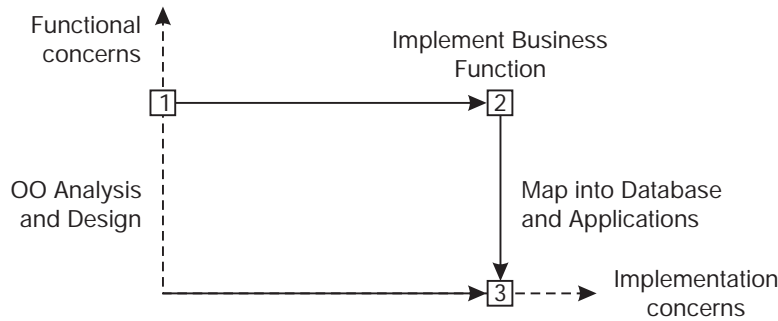 Functional
concerns
Implement Business
Function
1
2
OO Analysis
and Design
Map into Database
and Applications
3
Implementation
concerns